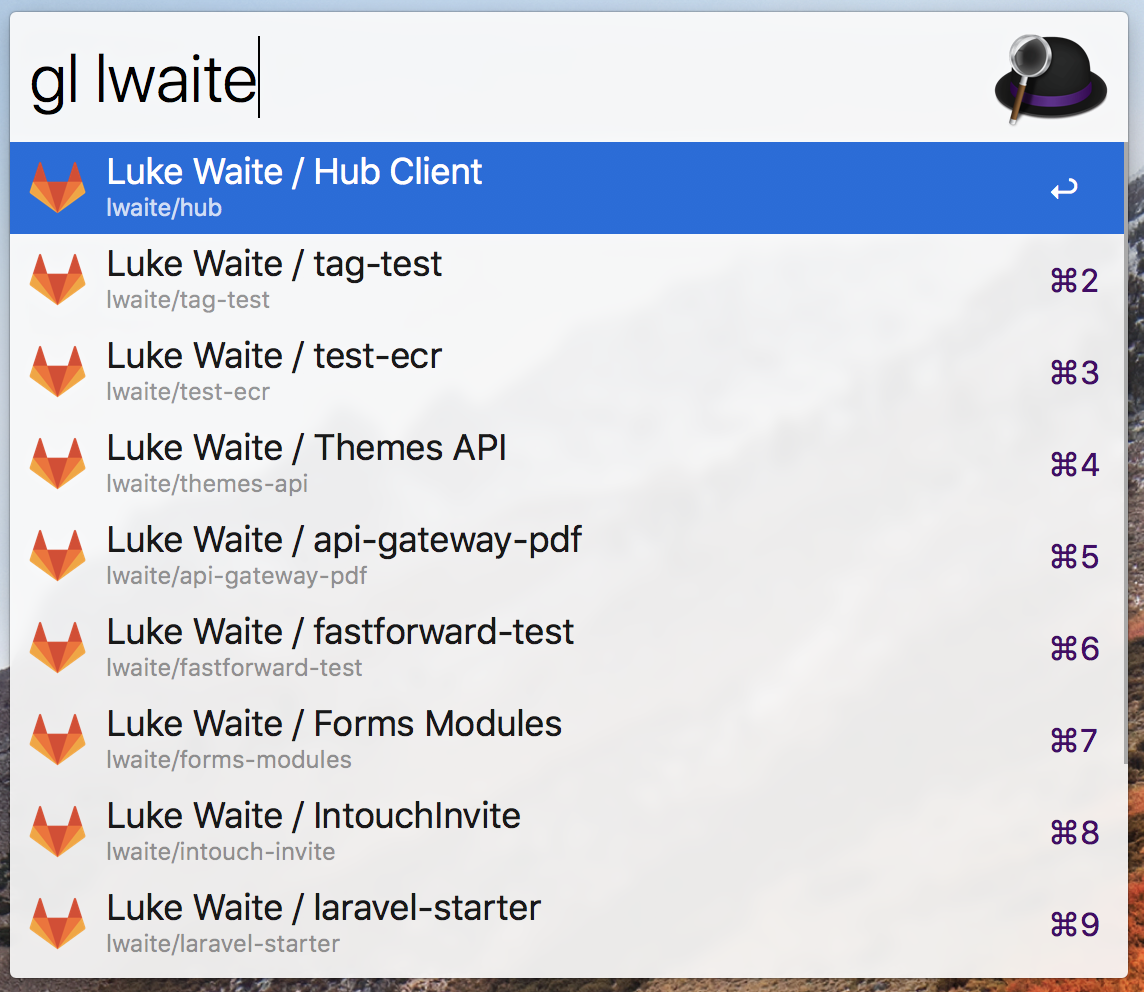 gl lwaite
Luke Waite / Hub Client
lwaite/hub
Luke Waite / tag-test
lwaite/tag-test
⌘2
Luke Waite / test-ecr
lwaite/test-ecr
⌘3
Luke Waite / Themes API
lwaite/themes-api
⌘4
Luke Waite / api-gateway-pdf
lwaite/api-gateway-pdf
⌘5
Luke Waite / fastforward-test
lwaite/fastforward-test
⌘6
Luke Waite / Forms Modules
lwaite/forms-modules
⌘7
Luke Waite / IntouchInvite
lwaite/intouch-invite
⌘8
Luke Waite / laravel-starter
lwaite/laravel-starter
⌘9